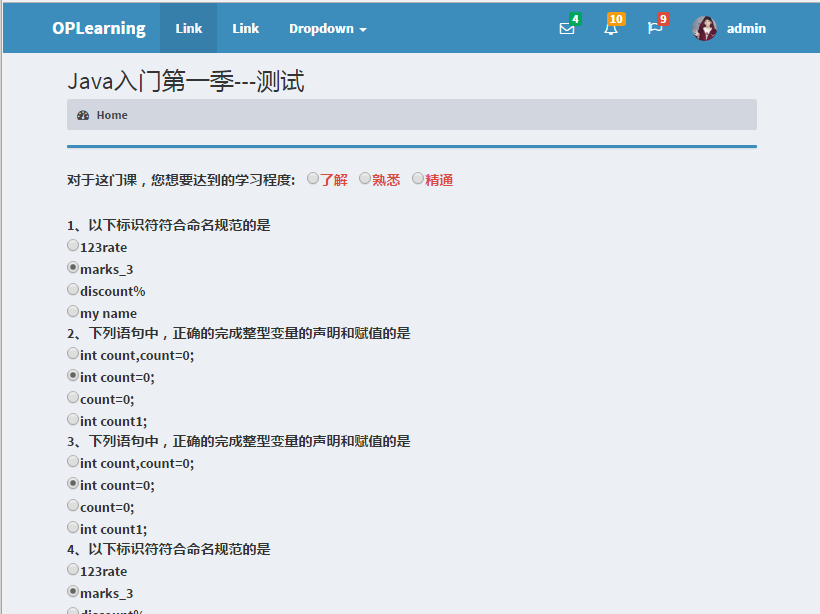 OPLearning Link Link Dropdown 4 10 9 admin
Java入门第一季---测试
Home
对于这门课，您想要达到的学习程度: 了解 熟悉 精通
1、以下标识符符合命名规范的是
123rate
marks_3
discount%
my name
2、下列语句中，正确的完成整型变量的声明和赋值的是
int count,count=0;
int count=0;
count=0;
int count1;
3、下列语句中，正确的完成整型变量的声明和赋值的是
int count,count=0;
int count=0;
count=0;
int count1;
4、以下标识符符合命名规范的是
123rate
marks_3
discount%